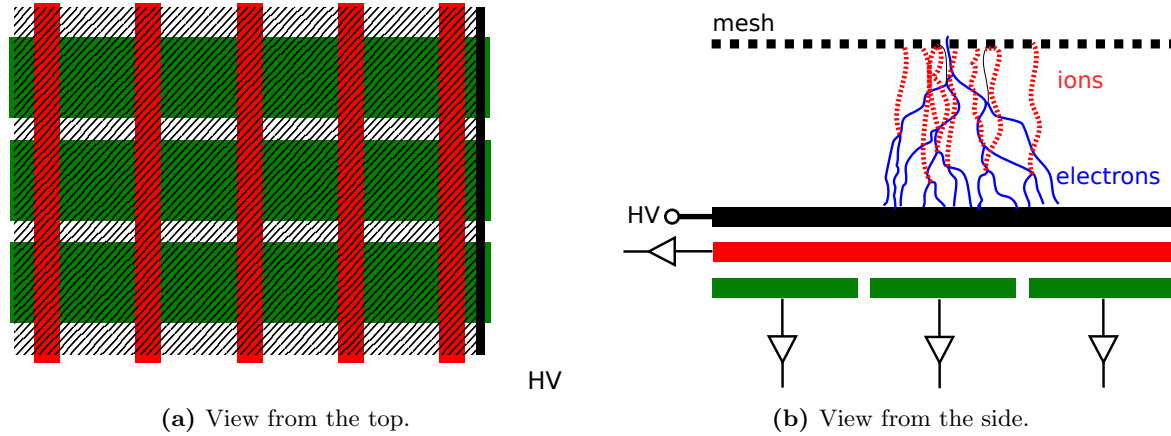 HV
(a) View from the top.
mesh
ions
electrons
HV
(b) View from the side.